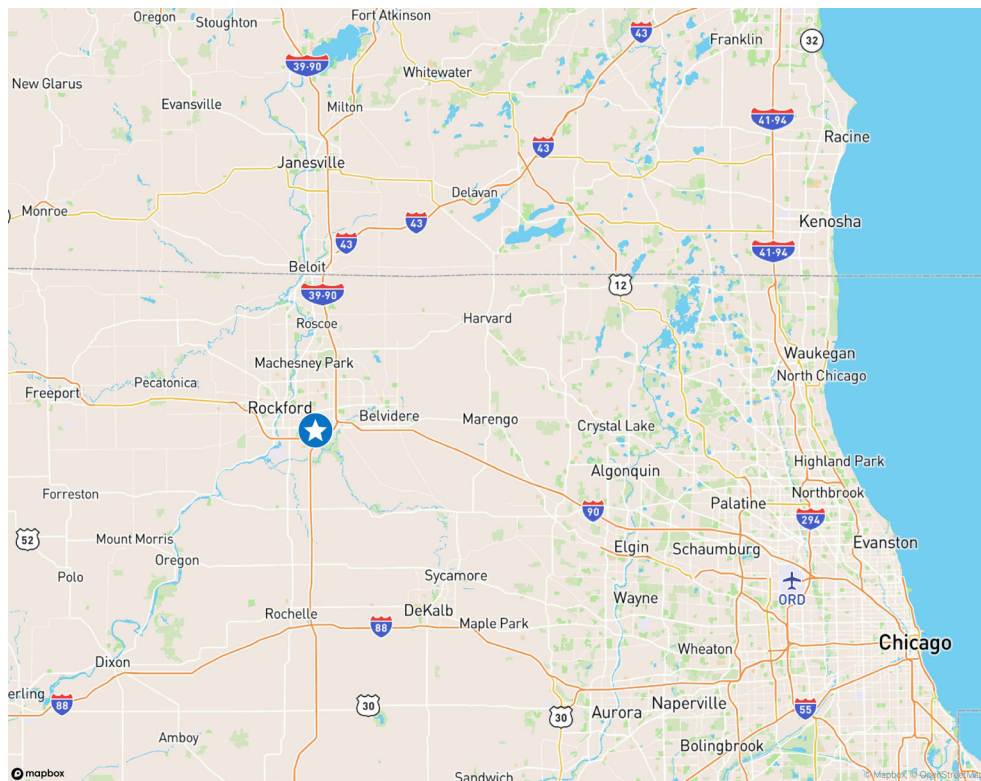 Oregon
Stoughton
Fort Atkinson
43
Franklin
32
39-90
Whitewater
New Glarus
Evansville
Milton
41-94
Racine
43
Janesville
Delavan
Monroe
43
Kenosha
43
41-94
Beloit
12
39-90
Roscoe
Harvard
Waukegan
Machesney Park
North Chicago
Pecatonica
Freeport
Rockford
Belvidere
Marengo
Crystal Lake
Highland Park
Algonquin
Northbrook
Forreston
Palatine
90
294
52
Mount Morris
Elgin
Schaumburg
Evanston
Oregon
Polo
Sycamore
ORD
Wayne
Rochelle
DeKalb
Maple Park
88
Chicago
Wheaton
Dixon
erling
88
30
30
Aurora
Naperville
55
Amboy
Bolingbrook
Sandwich
mapbox
© Mapbox, © OpenStreetMap